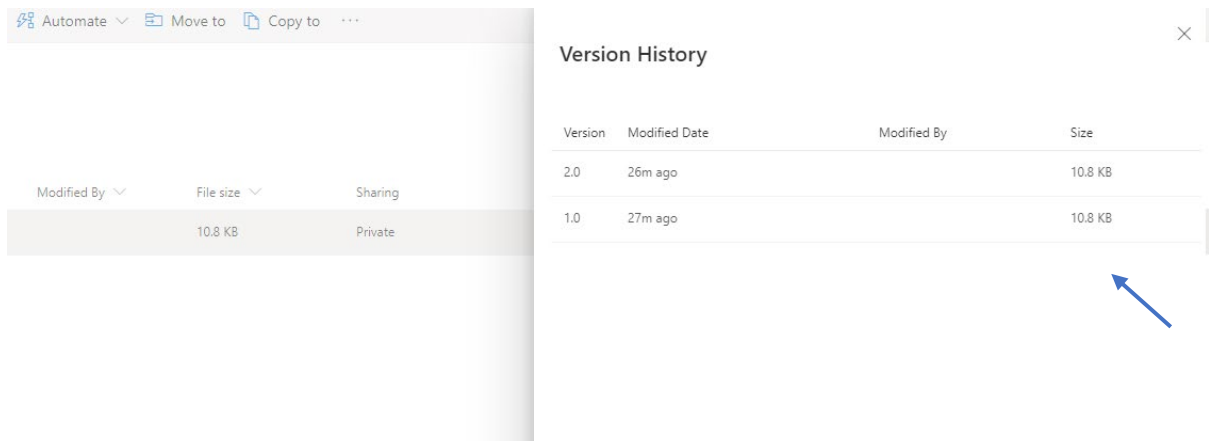 Automate Move to Copy to ...
Modified By File size Sharing
10.8 KB Private
Version History
Version Modified Date Modified By Size
2.0 26m ago 10.8 KB
1.0 27m ago 10.8 KB